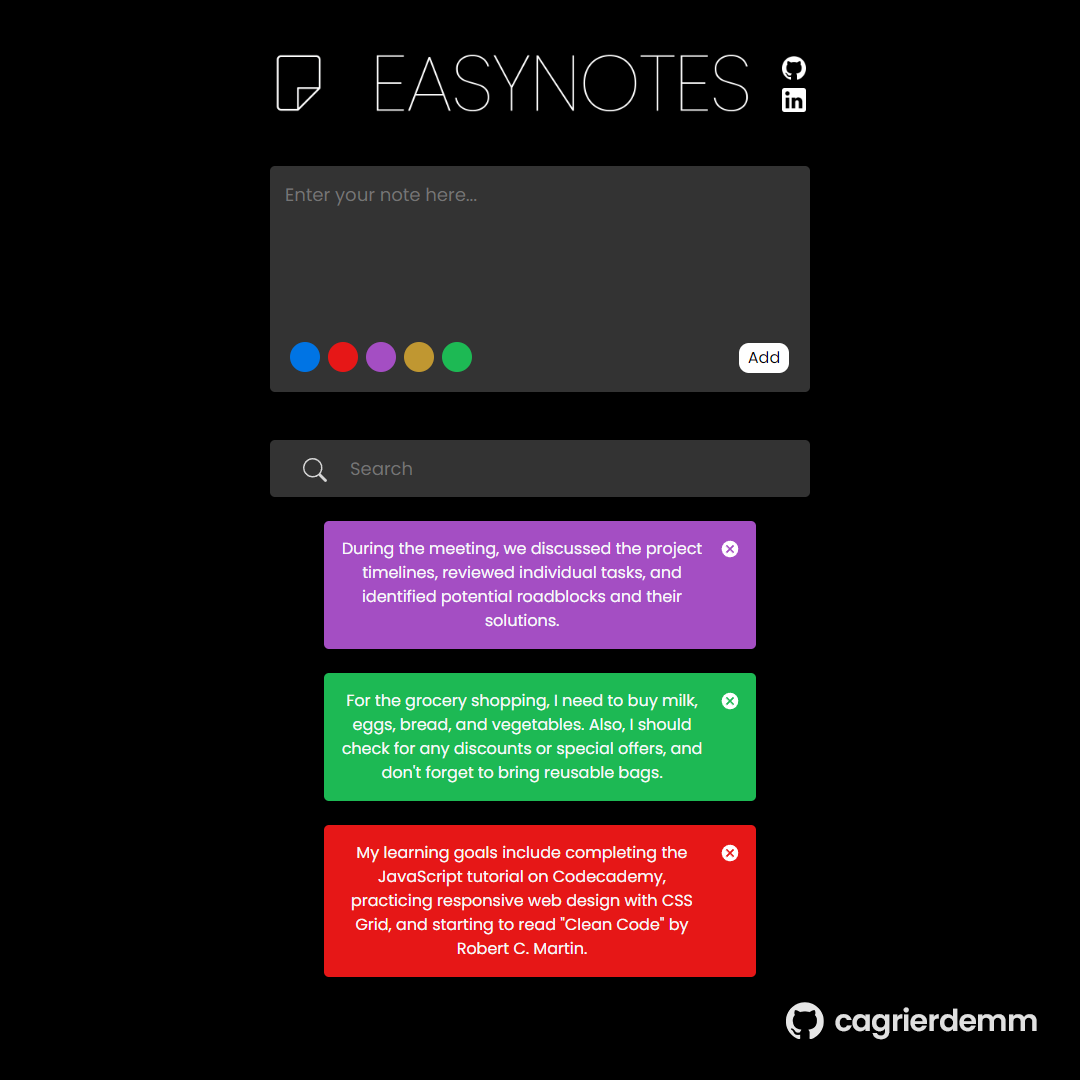 EASYNOTES
in
Enter your note here...
Add
Search
During the meeting, we discussed the project
timelines, reviewed individual tasks, and
identified potential roadblocks and their
solutions.
For the grocery shopping, I need to buy milk,
eggs, bread, and vegetables. Also, I should
check for any discounts or special offers, and
don't forget to bring reusable bags.
My learning goals include completing the
JavaScript tutorial on Codecademy,
practicing responsive web design with CSS
Grid, and starting to read "Clean Code" by
Robert C. Martin.
cagrierdemm